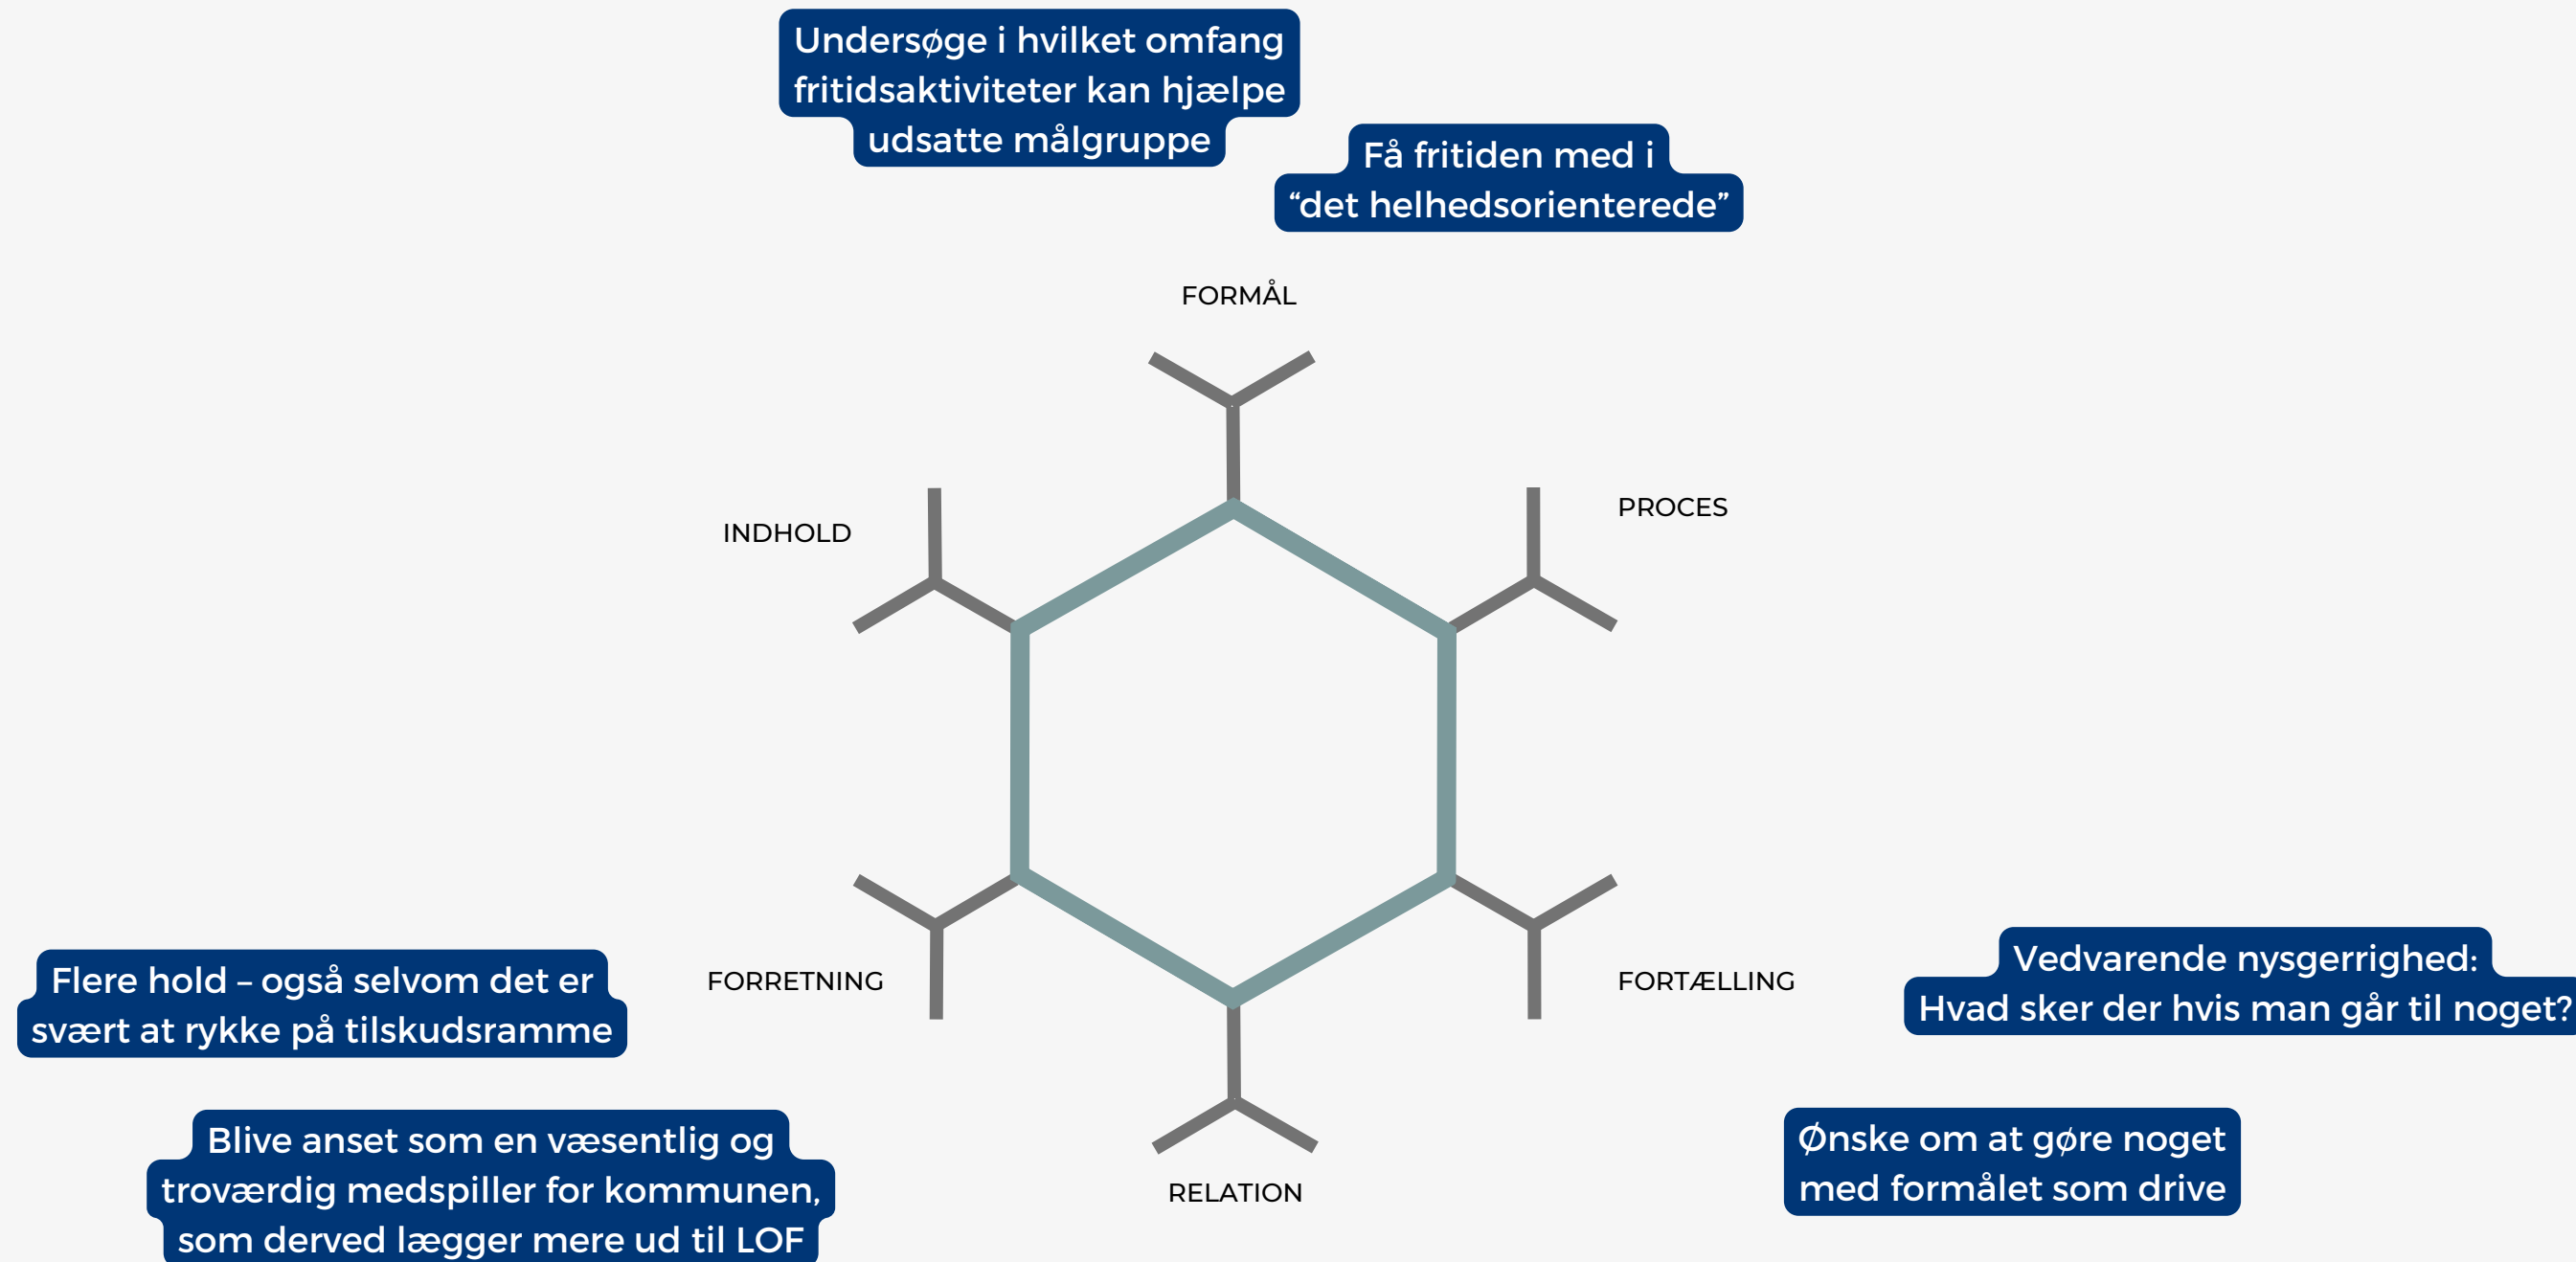 Undersøge i hvilket omfang
fritidsaktiviteter kan hjælpe
udsatte målgruppe
Få fritiden med i
“det helhedsorienterede”
FORMÅL
INDHOLD
PROCES
FORRETNING
FORTÆLLING
RELATION
Flere hold – også selvom det er
svært at rykke på tilskudsramme
Vedvarende nysgerrighed:
Hvad sker der hvis man går til noget?
Blive anset som en væsentlig og
troværdig medspiller for kommunen,
som derved lægger mere ud til LOF
Ønske om at gøre noget
med formålet som drive